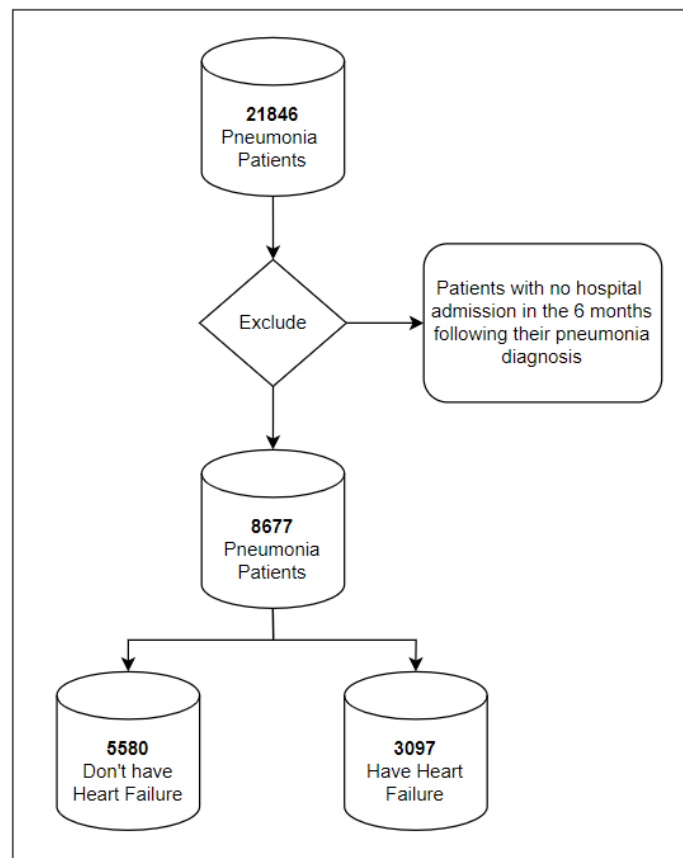 21846
Pneumonia
Patients
Exclude
Patients with no hospital
admission in the 6 months
following their pneumonia
diagnosis
8677
Pneumonia
Patients
5580
Don't have
Heart Failure
3097
Have Heart
Failure